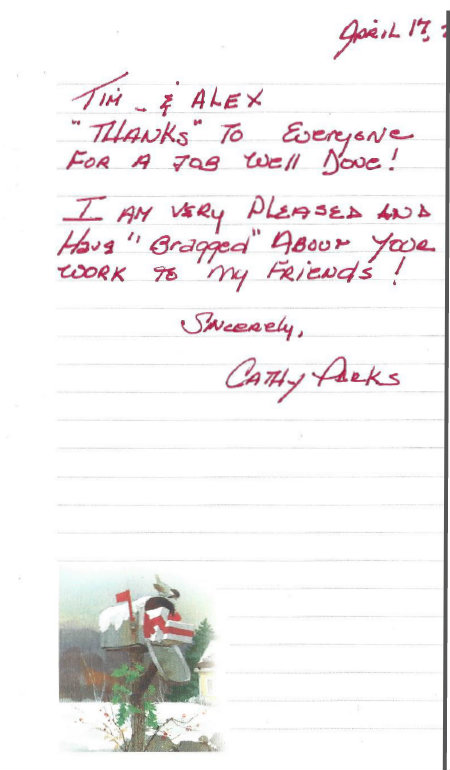 April 17,
Tim - & Alex
"Thanks" to Everyone
for a job well Done!
I am very pleased and
Have "Bragged" About your
work to my Friends!
Sincerely,
Cathy Parks